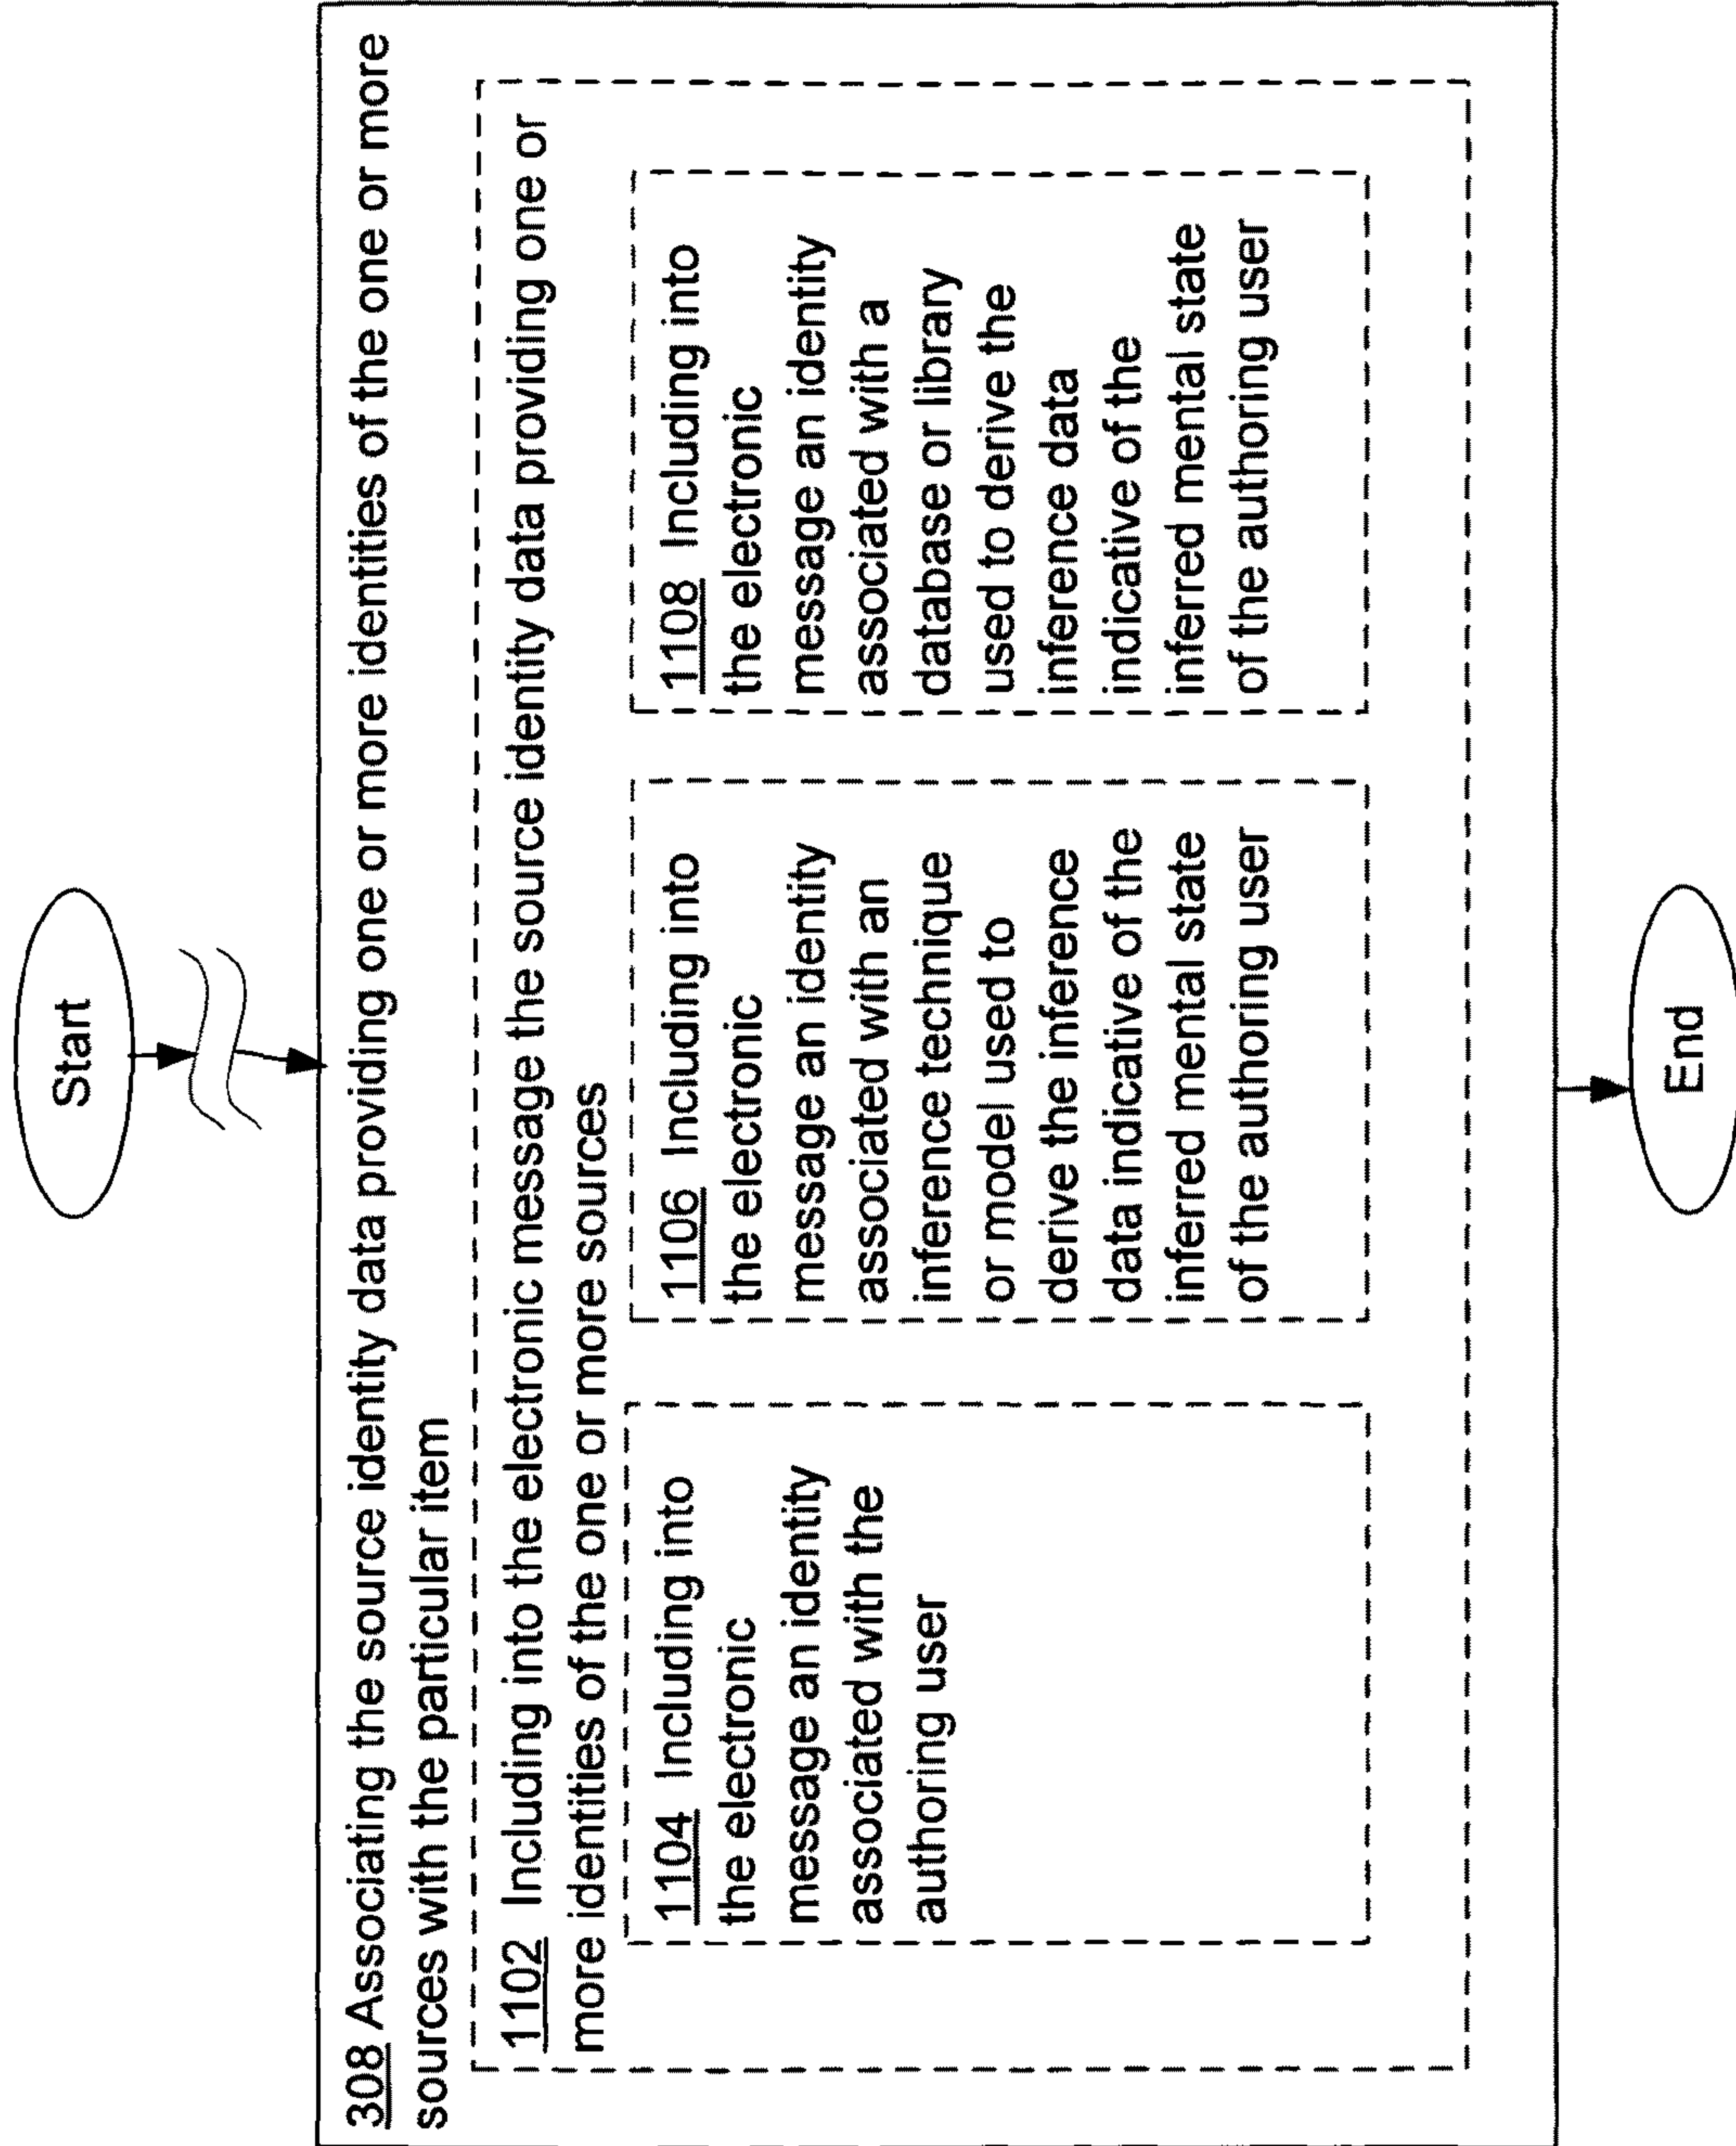 Start
308 Associating the source identity data providing one or more identities of the one or more
sources with the particular item
1102 Including into the electronic message the source identity data providing one or
more identities of the one or more sources
1104 Including into
the electronic
message an identity
associated with the
authoring user
1106 Including into
the electronic
message an identity
associated with an
inference technique
or model used to
derive the inference
data indicative of the
inferred mental state
of the authoring user
1108 Including into
the electronic
message an identity
associated with a
database or library
used to derive the
inference data
indicative of the
inferred mental state
of the authoring user
End